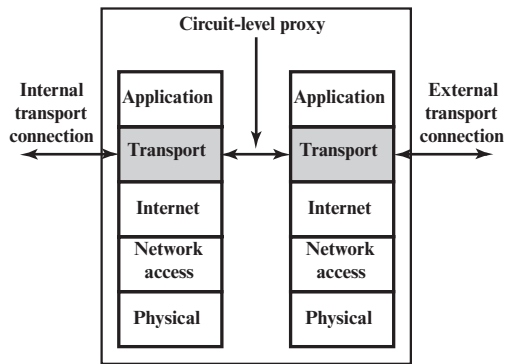 Circuit-level proxy
Internal
transport
connection
Application
Transport
Internet
Network
access
Physical
Application
Transport
Internet
Network
access
Physical
External
transport
connection